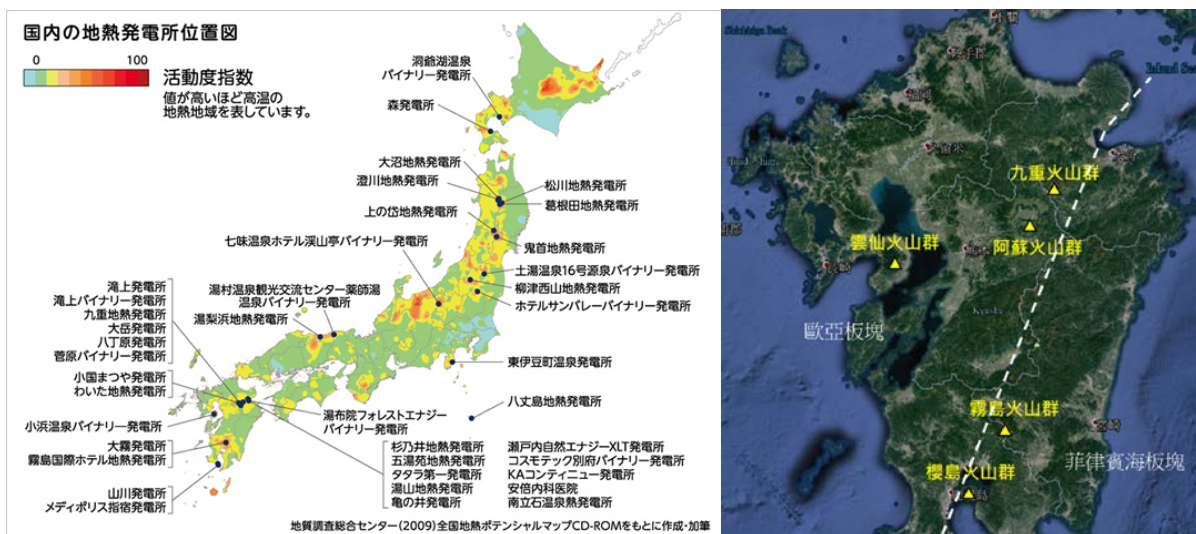 国内の地熱発電所位置図
0 100
活動度指数
値が高いほど高温の
地熱地域を表しています。
洞爺湖温泉
バイナリー発電所
森発電所
大沼地熱発電所
澄川地熱発電所
松川地熱発電所
葛根田地熱発電所
上の岱地熱発電所
七味温泉ホテル渓山亭バイナリー発電所
鬼首地熱発電所
土湯温泉16号源泉バイナリー発電所
柳津西山地熱発電所
ホテルサンバレーバイナリー発電所
滝上発電所
滝上バイナリー発電所
九重地熱発電所
大岳発電所
八丁原発電所
菅原バイナリー発電所
湯村温泉観光交流センター薬師湯
温泉バイナリー発電所
湯梨浜地熱発電所
東伊豆町温泉発電所
小国まつや発電所
わいた地熱発電所
八丈島地熱発電所
小浜温泉バイナリー発電所
湯布院フォレストエナジー
バイナリー発電所
大霧発電所
霧島国際ホテル地熱発電所
杉乃井地熱発電所
五湯苑地熱発電所
タタラ第一発電所
湯山地熱発電所
亀の井発電所
瀬戸内自然エナジーXLT発電所
コスモテック別府バイナリー発電所
KAコンティニュー発電所
安倍内科医院
南立石温泉熱発電所
山川発電所
メディポリス指宿発電所
地質調査総合センター(2009)全国地熱ポテンシャルマップCD-ROMをもとに作成・加筆
Inland Sea
九重火山群
雲仙火山群
阿蘇火山群
Kyushu
歐亞板塊
霧島火山群
菲律賓海板塊
櫻島火山群